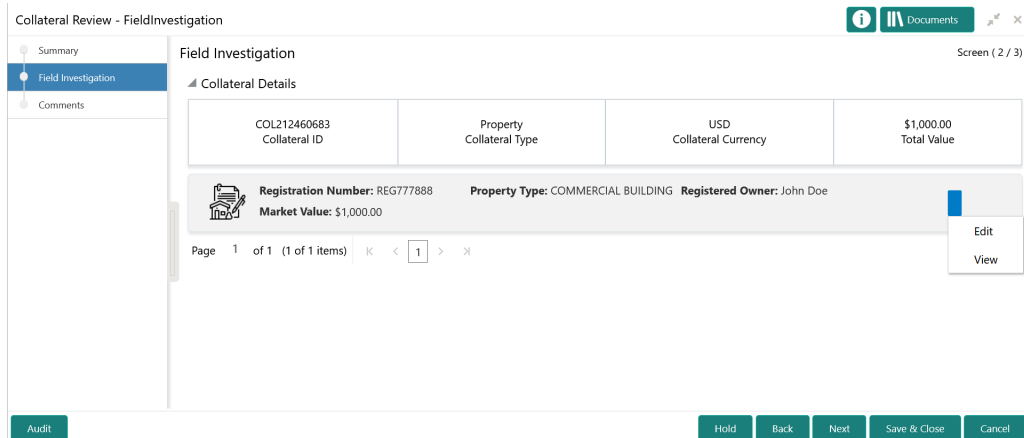 Collateral Review - FieldInvestigation
Documents
Summary
Field Investigation
Comments
Field Investigation
Screen ( 2 / 3)
Collateral Details
COL212460683
Collateral ID
Property
Collateral Type
USD
Collateral Currency
$1,000.00
Total Value
Registration Number: REG777888 Property Type: COMMERCIAL BUILDING Registered Owner: John Doe
Market Value: $1,000.00
Edit
View
Page 1 of 1 (1 of 1 items) 1
Audit
Hold
Back
Next
Save & Close
Cancel